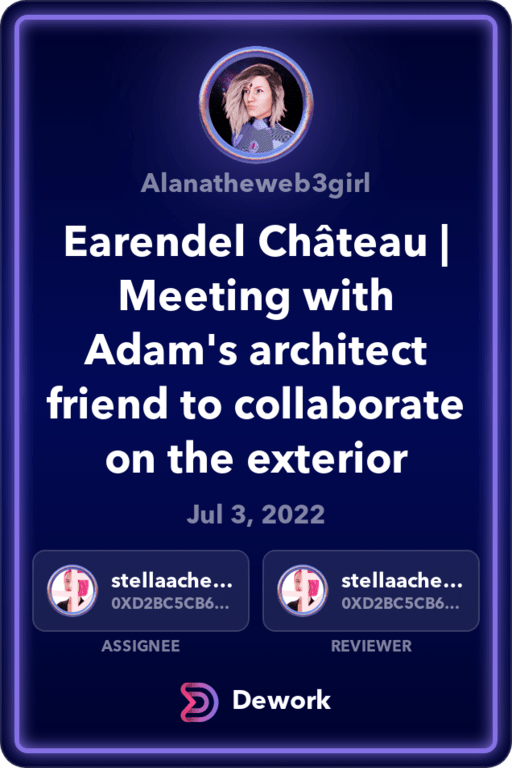 Alanatheweb3girl
Earendel Château |
Meeting with
Adam's architect
friend to collaborate
on the exterior
Jul 3, 2022
stellaache...
0XD2BC5CB6...
ASSIGNEE
stellaache...
0XD2BC5CB6...
REVIEWER
Dework